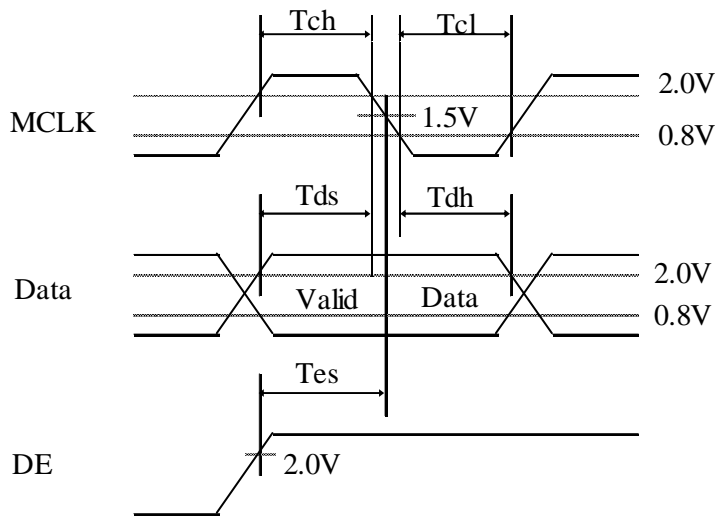 Tch Tcl
2.0V
MCLK 1.5V
0.8V
Tds Tdh
2.0V
Data Valid Data
0.8V
Tes
DE 2.0V